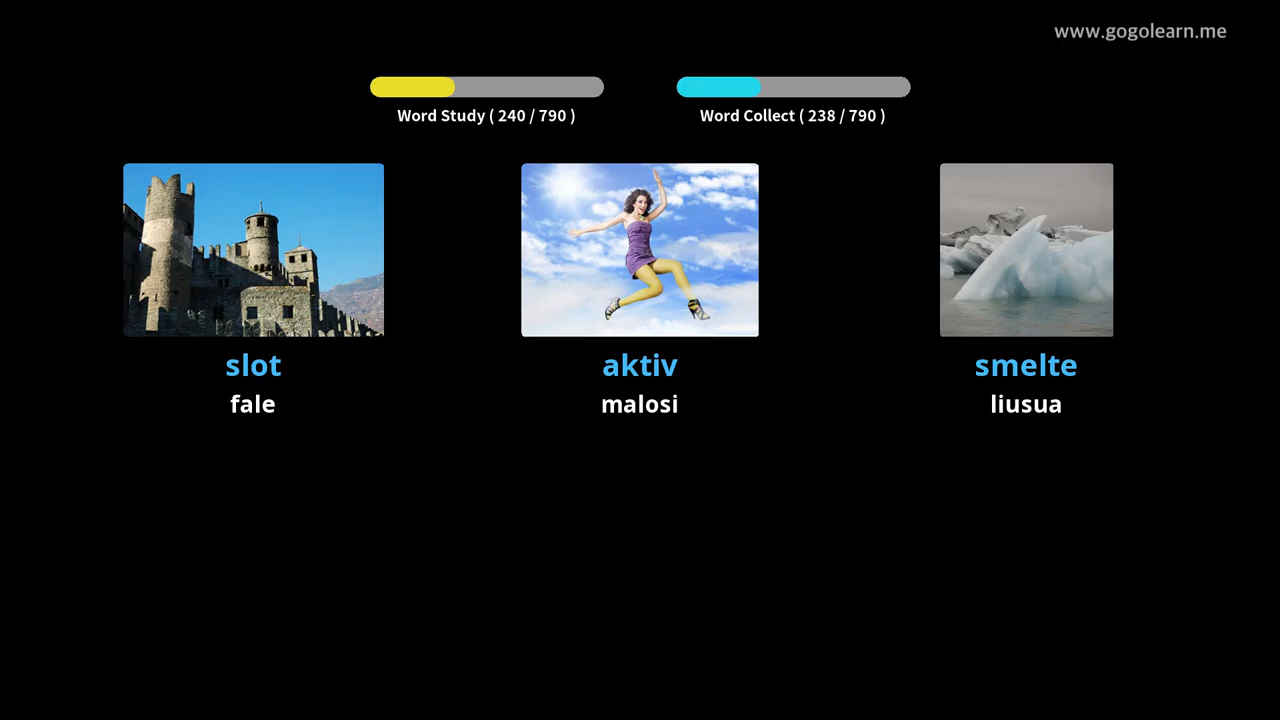 www.gogolearn.me
Word Study ( 240 / 790 )
Word Collect ( 238 / 790 )
slot
fale
aktiv
malosi
smelte
liusua